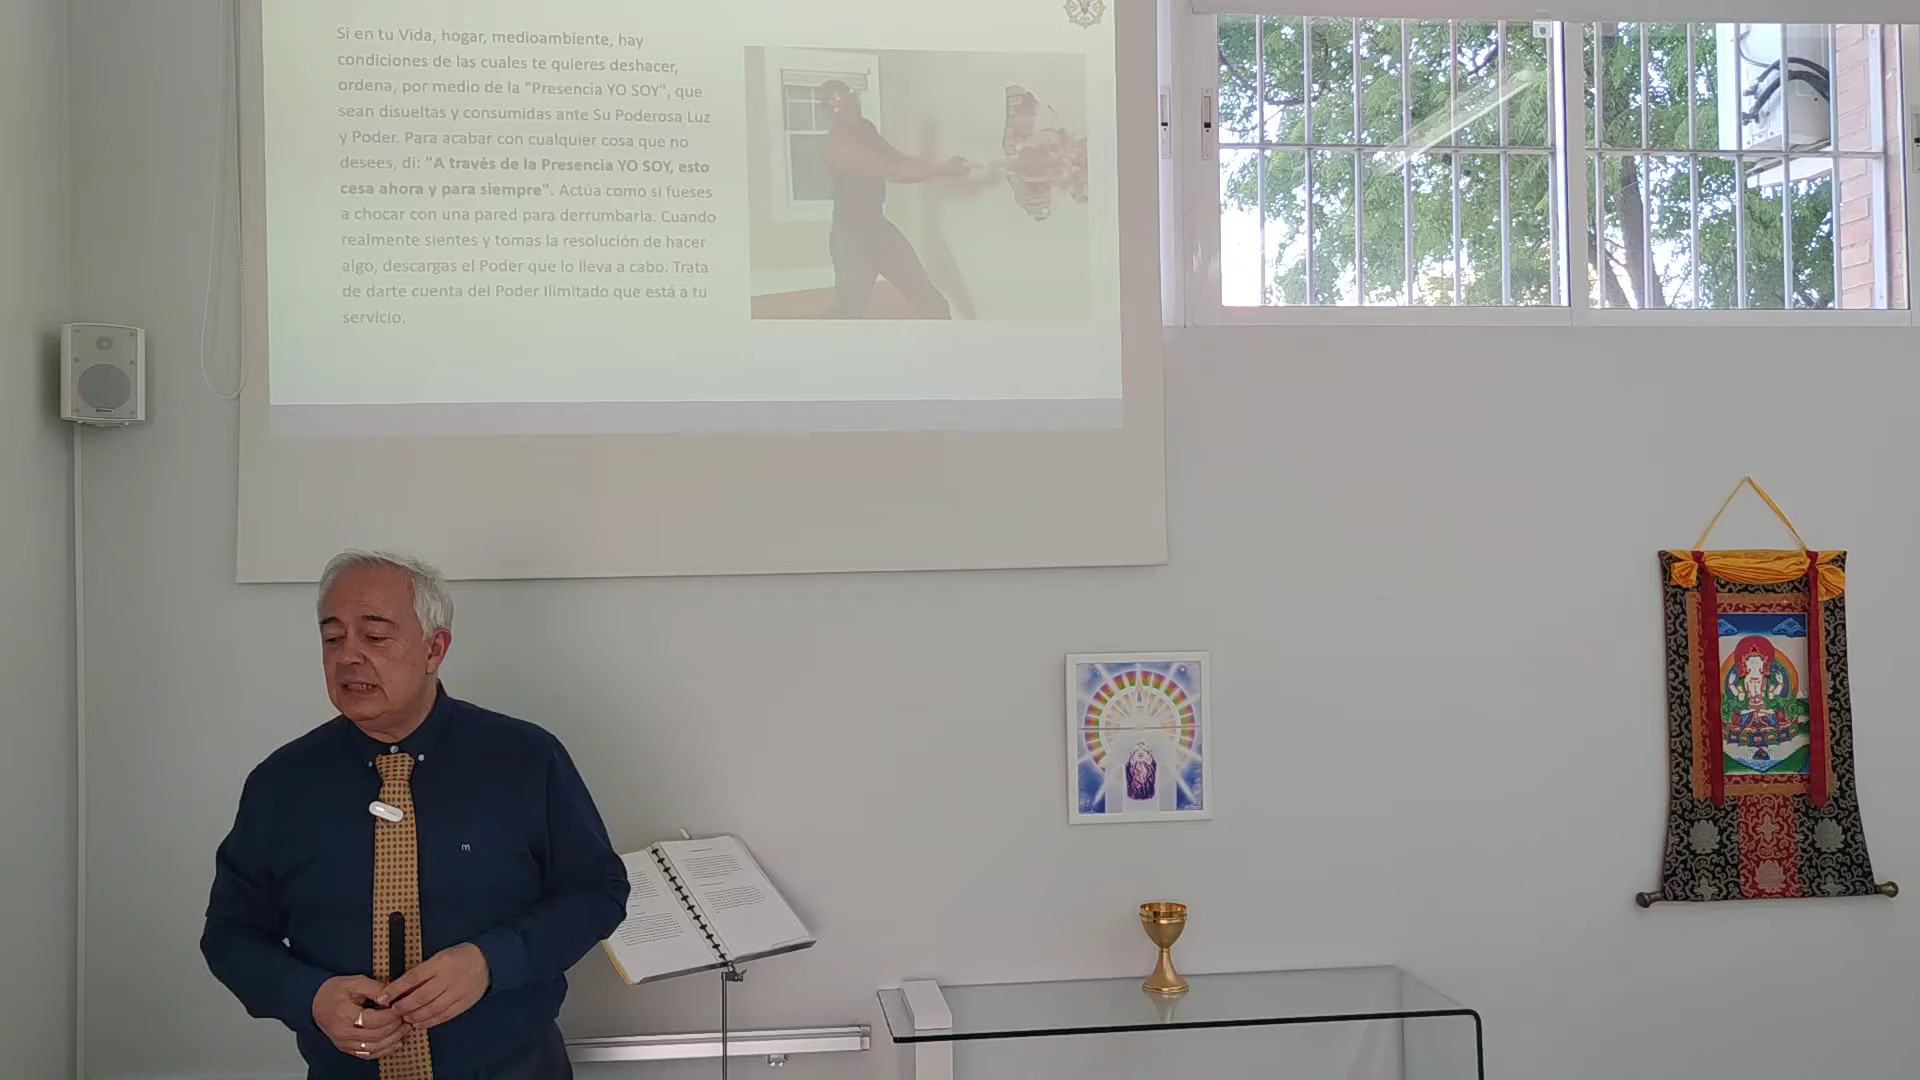 Si en tu Vida, hogar, medioambiente, hay
condiciones de las cuales te quieres deshacer,
ordena, por medio de la "Presencia YO SOY", que
sean disueltas y consumidas ante Su Poderosa Luz
y Poder. Para acabar con cualquier cosa que no
desees, di: "A través de la Presencia YO SOY, esto
cesa ahora y para siempre". Actúa como si fueses
a chocar con una pared para derrumbarla. Cuando
realmente sientes y tomas la resolución de hacer
algo, descargas el Poder que lo lleva a cabo. Trata
de darte cuenta del Poder Ilimitado que está a tu
servicio.
m